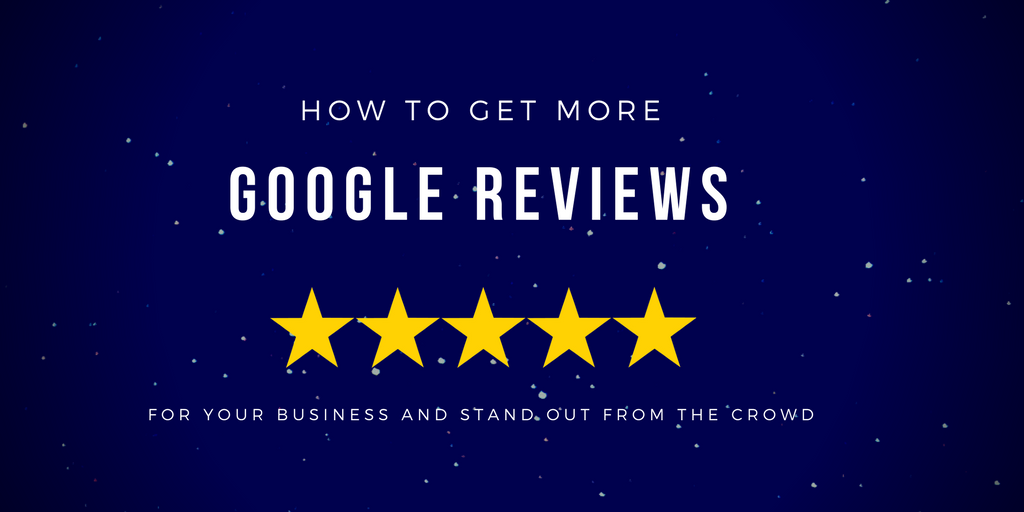 HOW TO GET MORE
GOOGLE REVIEWS
FOR YOUR BUSINESS AND STAND OUT FROM THE CROWD